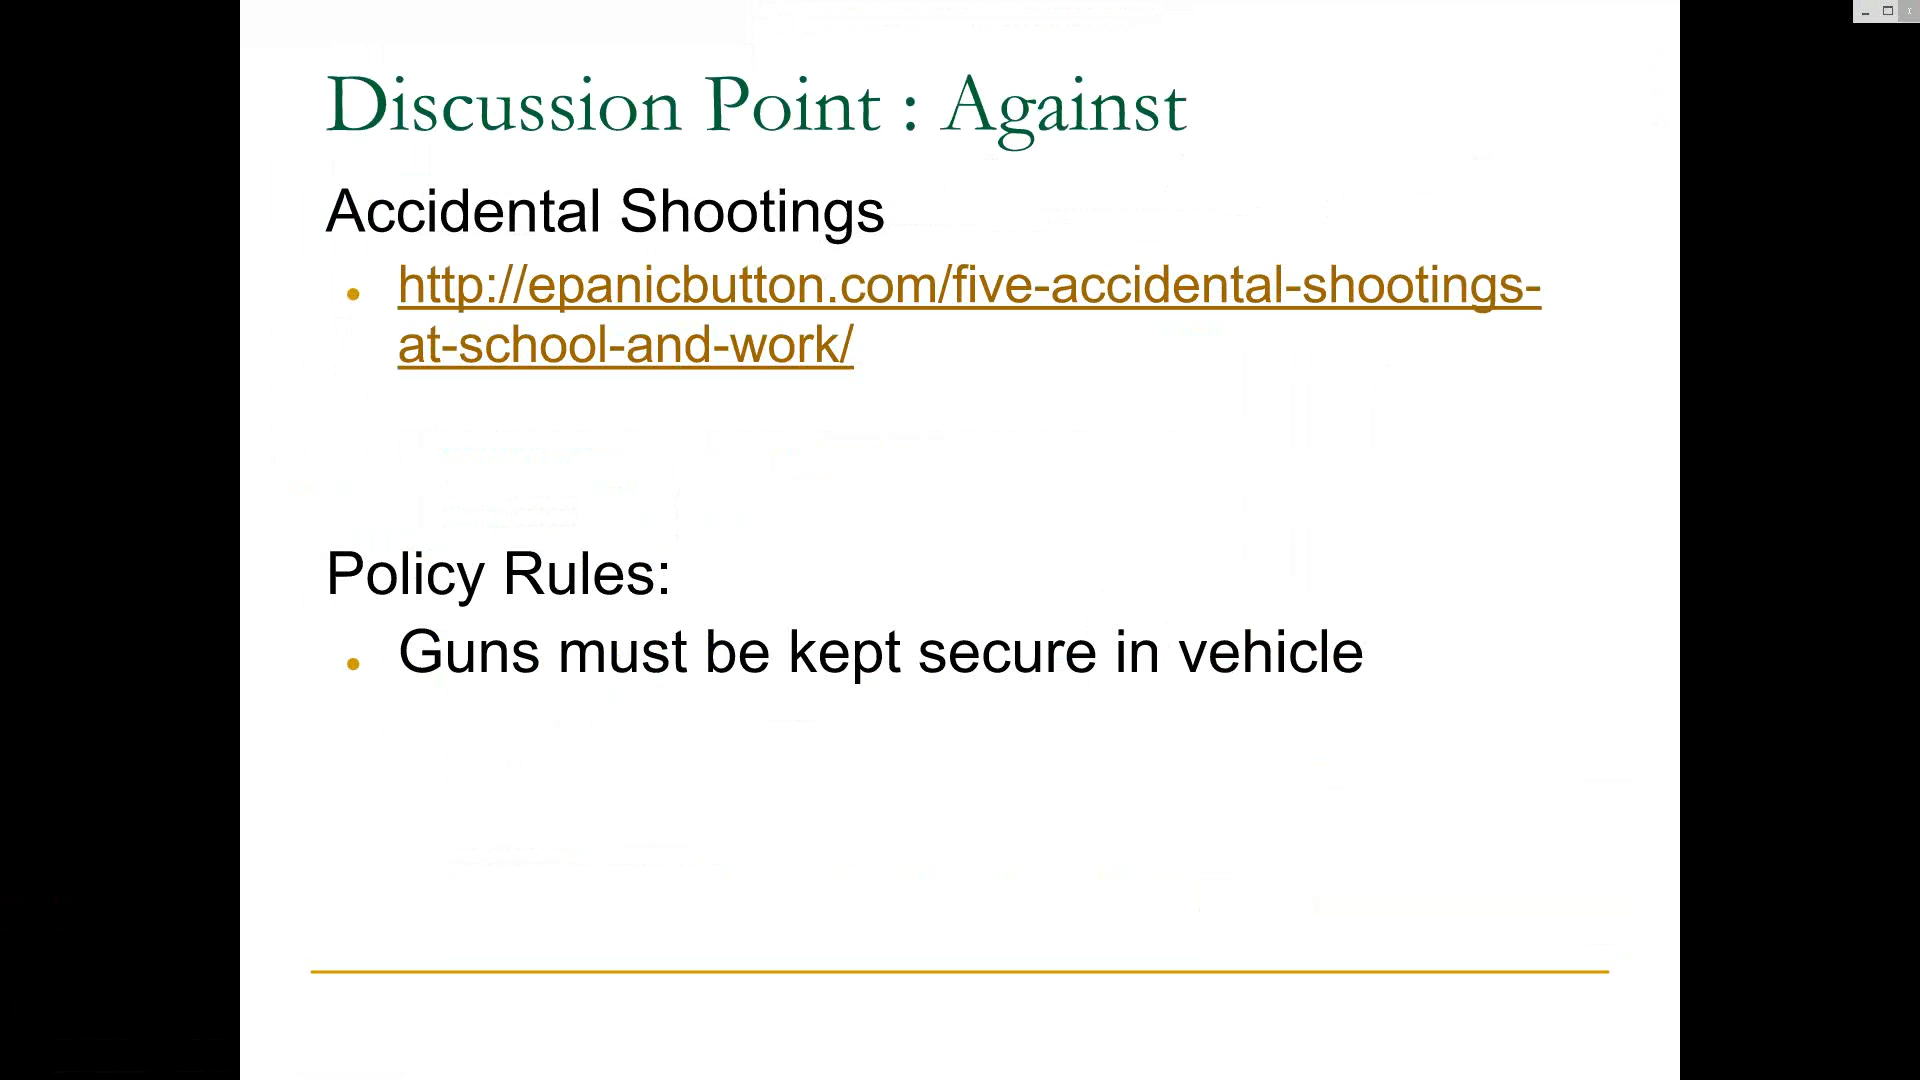 Discussion Point : Against
Accidental Shootings
http://epanicbutton.com/five-accidental-shootings-
at-school-and-work/
Policy Rules:
Guns must be kept secure in vehicle